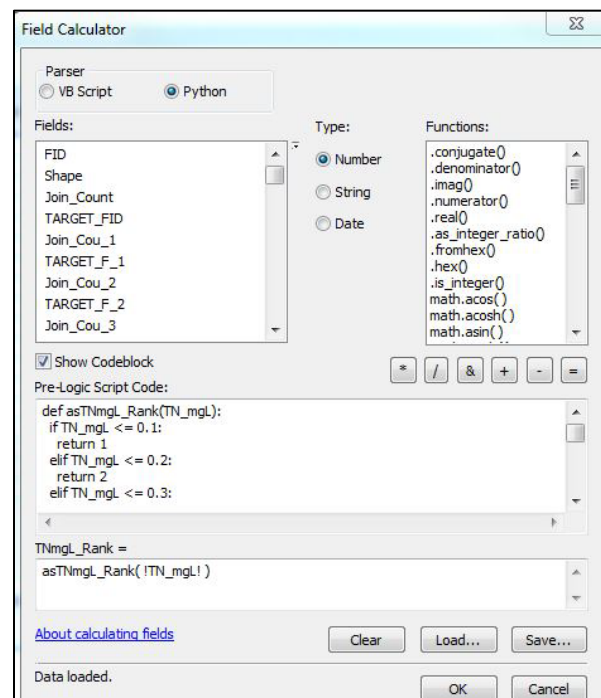 Field Calculator
Parser
VB Script Python
Fields: Type: Functions:
FID
Shape
Join_Count
TARGET_FID
Join_Cou_1
TARGET_F_1
Join_Cou_2
TARGET_F_2
Join_Cou_3
Number
String
Date
.conjugate()
.denominator()
.imag()
.numerator()
.real()
.as_integer_ratio()
.fromhex()
.hex()
.is_integer()
math.acos( )
math.acosh( )
math.asin( )
Show Codeblock
* / & + - =
Pre-Logic Script Code:
def asTNmgL_Rank(TN_mgL):
if TN_mgL <= 0.1:
return 1
elif TN_mgL <= 0.2:
return 2
elif TN_mgL <= 0.3:
TNmgL_Rank =
asTNmgL_Rank( !TN_mgL! )
About calculating fields Clear Load... Save...
Data loaded.
OK Cancel